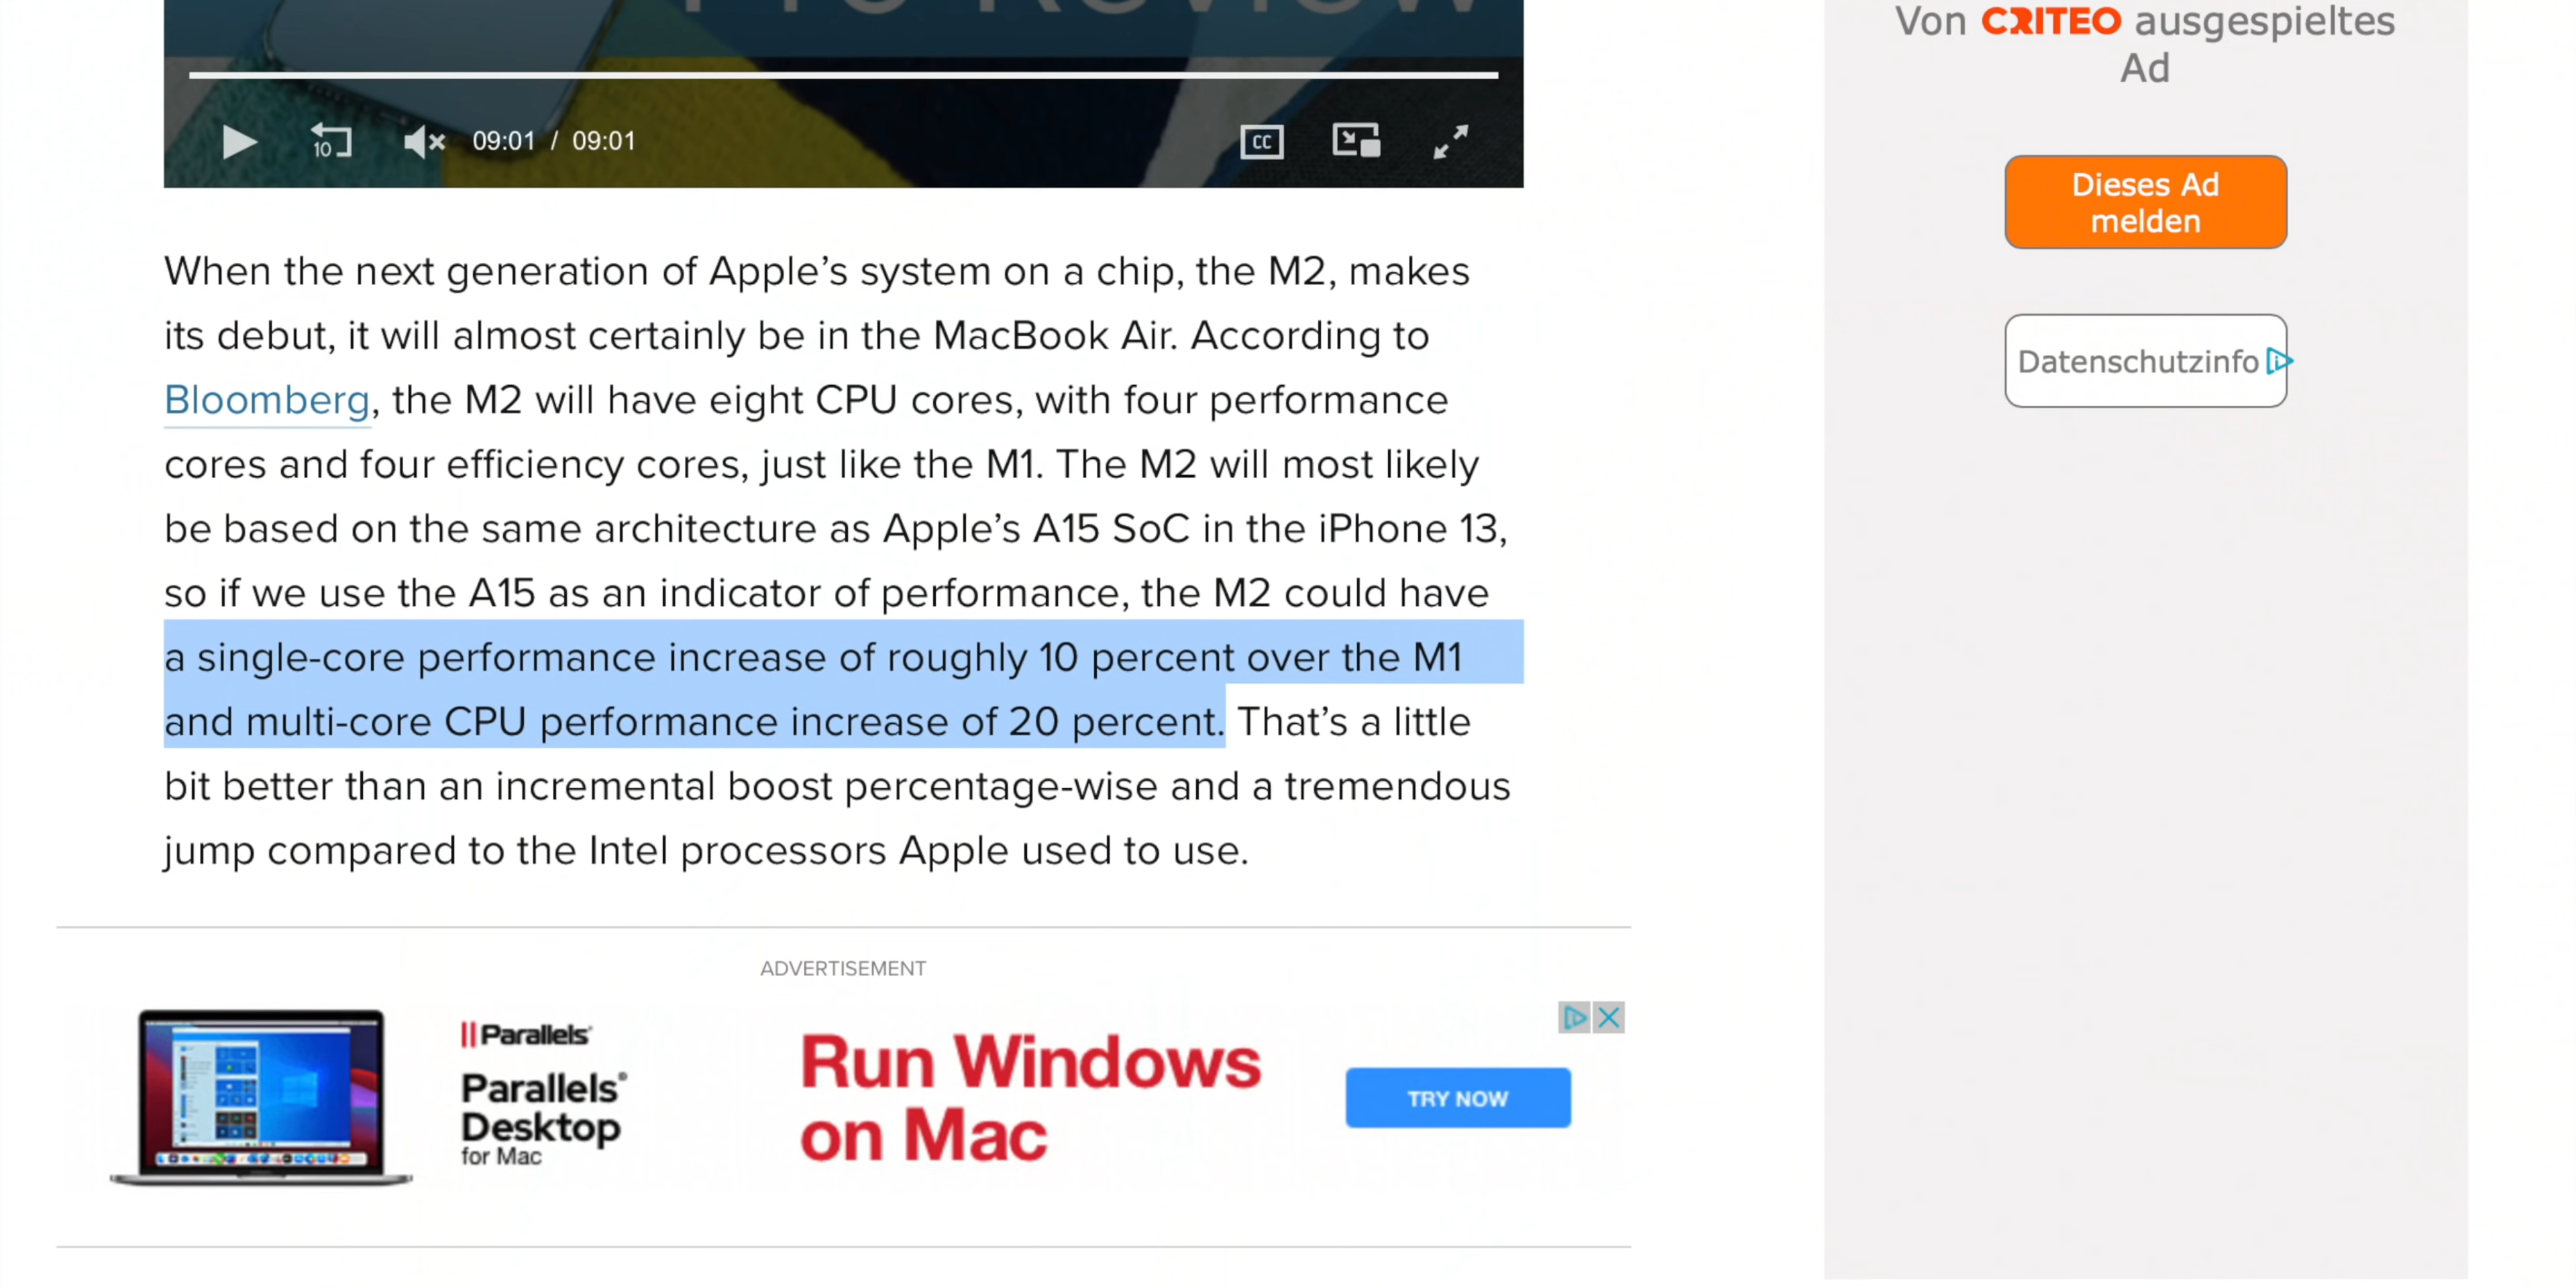 Pro Review
Von CRITEO ausgespieltes
Ad
10
09:01 / 09:01
CC
Dieses Ad
melden
Datenschutzinfo
When the next generation of Apple’s system on a chip, the M2, makes
its debut, it will almost certainly be in the MacBook Air. According to
Bloomberg, the M2 will have eight CPU cores, with four performance
cores and four efficiency cores, just like the M1. The M2 will most likely
be based on the same architecture as Apple’s A15 SoC in the iPhone 13,
so if we use the A15 as an indicator of performance, the M2 could have
a single-core performance increase of roughly 10 percent over the M1
and multi-core CPU performance increase of 20 percent. That’s a little
bit better than an incremental boost percentage-wise and a tremendous
jump compared to the Intel processors Apple used to use.
ADVERTISEMENT
Parallels®
Parallels®
Desktop
for Mac
Run Windows
on Mac
TRY NOW